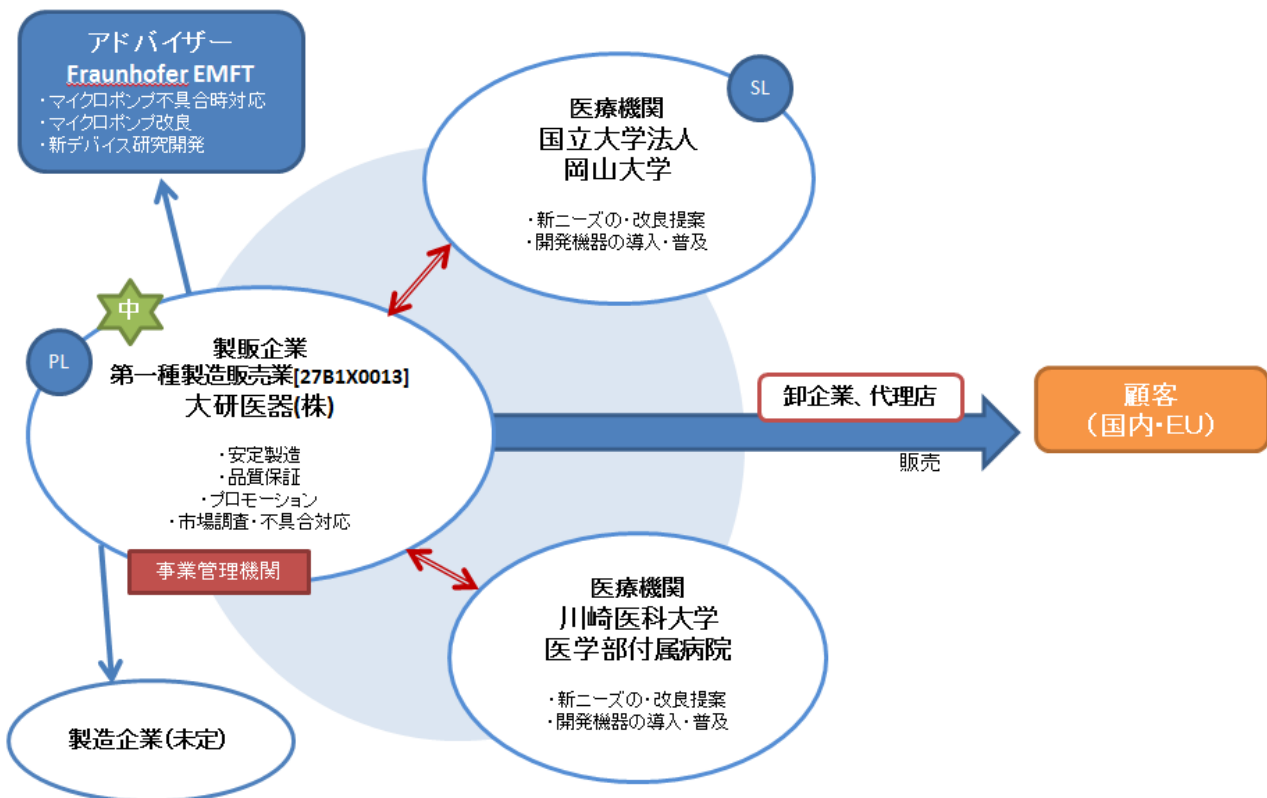 アドバイザー
Fraunhofer EMFT
・マイクロポンプ不具合時対応
・マイクロポンプ改良
・新デバイス研究開発
SL
医療機関
国立大学法人
岡山大学
・新ニーズの・改良提案
・開発機器の導入・普及
中
PL
製販企業
第一種製造販売業[27B1X0013]
大研医器(株)
・安定製造
・品質保証
・プロモーション
・市場調査・不具合対応
事業管理機関
卸企業、代理店
販売
顧客
(国内・EU)
医療機関
川崎医科大学
医学部付属病院
・新ニーズの・改良提案
・開発機器の導入・普及
製造企業(未定)